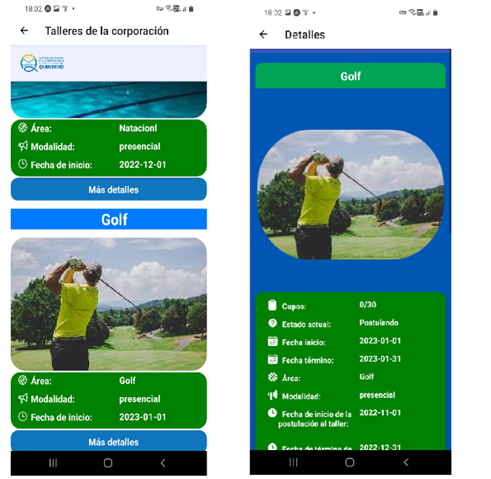 18:02
Talleres de la corporación
QUINTERO
Área: Natacionl
Modalidad: presencial
Fecha de inicio: 2022-12-01
Más detalles
Golf
Área: Golf
Modalidad: presencial
Fecha de inicio: 2023-01-01
Más detalles
18:02
Detalles
Golf
Cupos: 0/30
Estado actual: Postulando
Fecha inicio: 2023-01-01
Fecha término: 2023-01-31
Área: Golf
Modalidad: presencial
Fecha de inicio de la 2022-11-01
postulación al taller:
Fecha de término de 2022-12-31